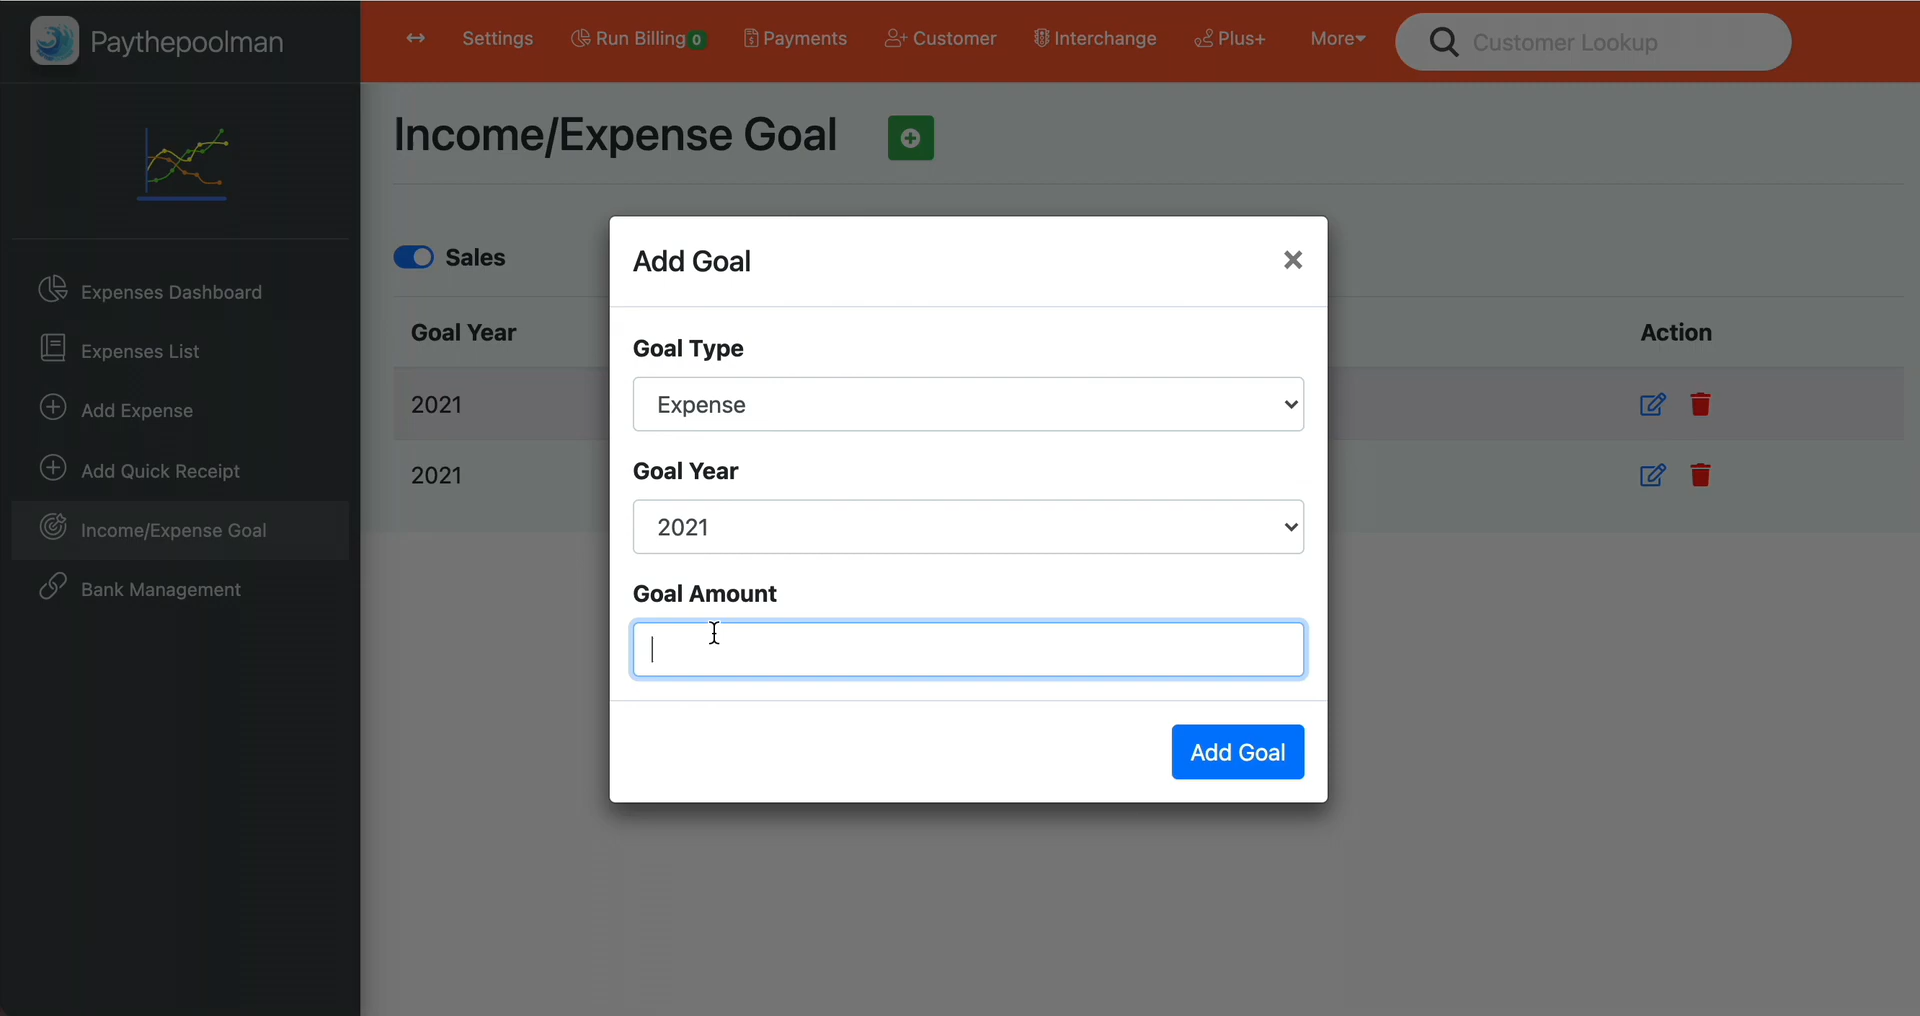 Paythepoolman
Settings
Run Billing 0
Payments
Customer
Interchange
Plus+
More
Customer Lookup
Expenses Dashboard
Expenses List
Add Expense
Add Quick Receipt
Income/Expense Goal
Bank Management
Income/Expense Goal
Sales
Goal Year
Action
2021
2021
Add Goal
Goal Type
Expense
Goal Year
2021
Goal Amount
Add Goal